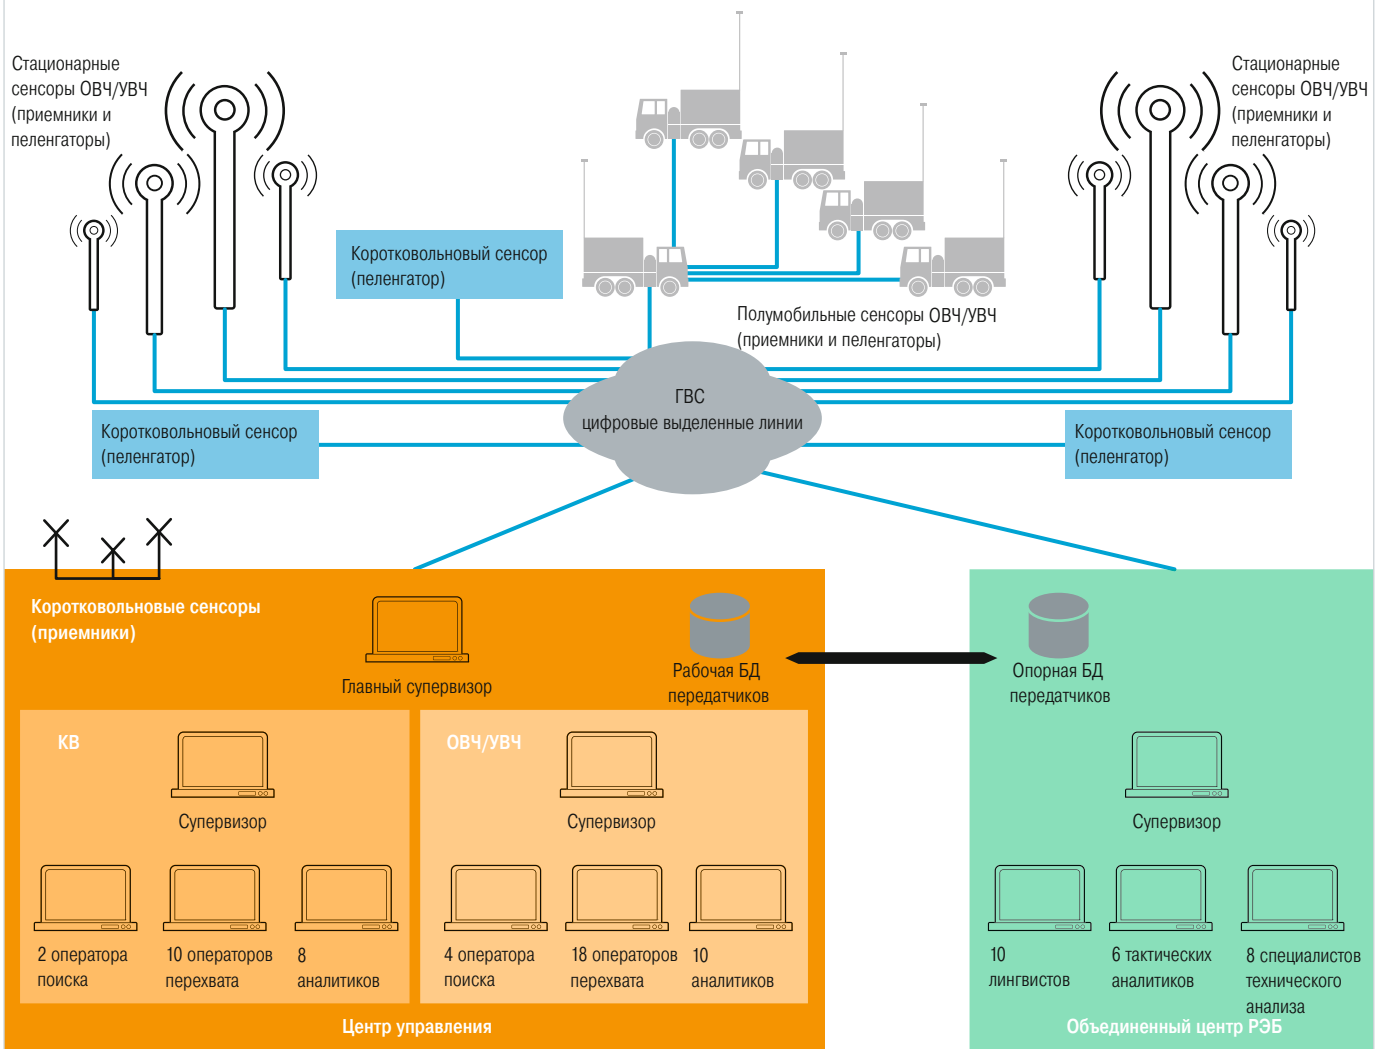 Стационарные
сенсоры ОВЧ/УВЧ
(приемники и
пеленгаторы)
Стационарные
сенсоры ОВЧ/УВЧ
(приемники и
пеленгаторы)
Коротковольновый сенсор
(пеленгатор)
Полумобильные сенсоры ОВЧ/УВЧ
(приемники и пеленгаторы)
ГВС
цифровые выделенные линии
Коротковольновый сенсор
(пеленгатор)
Коротковольновый сенсор
(пеленгатор)
Коротковольновые сенсоры
(приемники)
Главный супервизор
Рабочая БД
передатчиков
Опорная БД
передатчиков
КВ
Супервизор
2 оператора
поиска
10 операторов
перехвата
8
аналитиков
ОВЧ/УВЧ
Супервизор
4 оператора
поиска
18 операторов
перехвата
10
аналитиков
Центр управления
Супервизор
10
лингвистов
6 тактических
аналитиков
8 специалистов
технического
анализа
Объединенный центр РЭБ